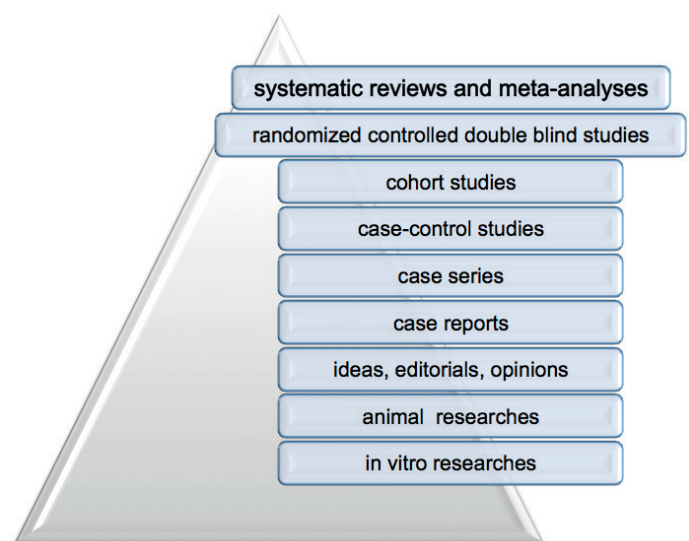 systematic reviews and meta-analyses
randomized controlled double blind studies
cohort studies
case-control studies
case series
case reports
ideas, editorials, opinions
animal researches
in vitro researches